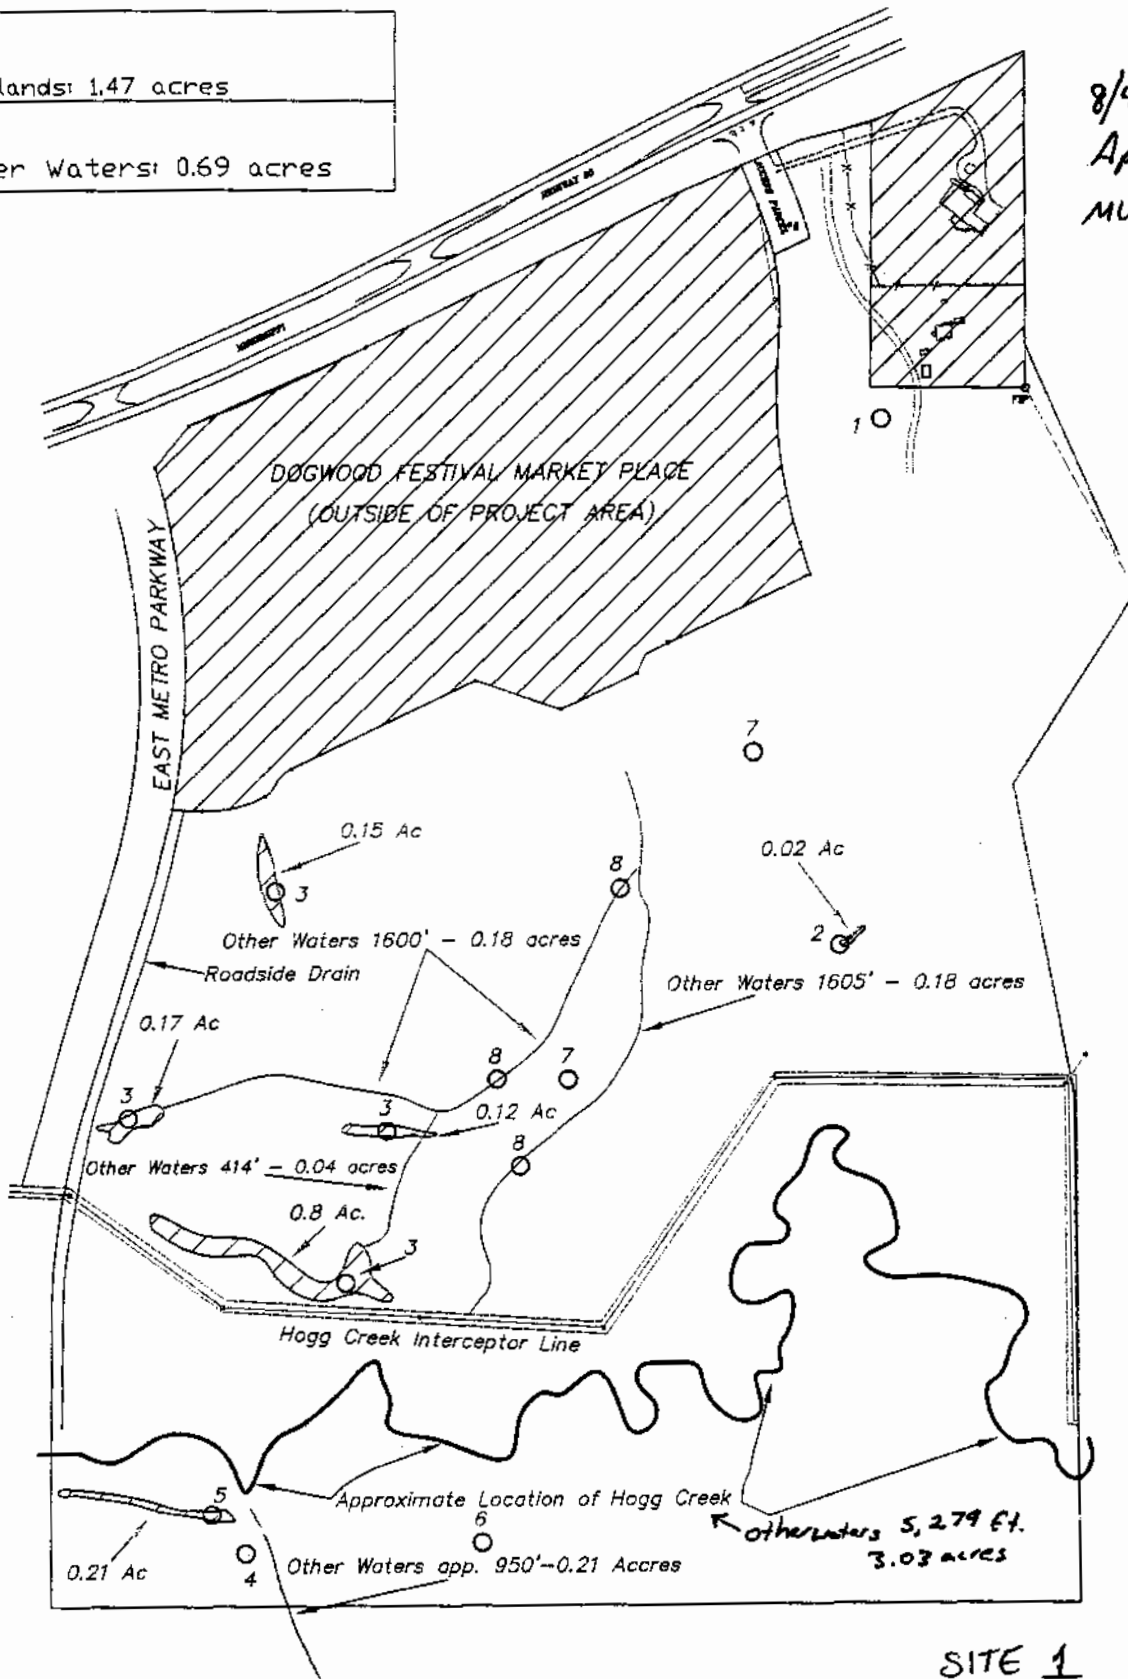 lands: 1.47 acres
er Waters: 0.69 acres
8/
MISSISSIPPI
HIGHWAY 80
DOGWOOD FESTIVAL MARKET PLACE
(OUTSIDE OF PROJECT AREA)
EAST METRO PARKWAY
1
7
0.15 Ac
3
0.02 Ac
2
8
Other Waters 1600' - 0.18 acres
Roadside Drain
Other Waters 1605' - 0.18 acres
0.17 Ac
3
8
7
3
0.12 Ac
8
Other Waters 414' - 0.04 acres
0.8 Ac.
3
Hogg Creek Interceptor Line
Approximate Location of Hogg Creek
5
6
other waters 5,279 Ft.
3.03 acres
0.21 Ac
4
Other Waters app. 950'-0.21 Accres
SITE 1